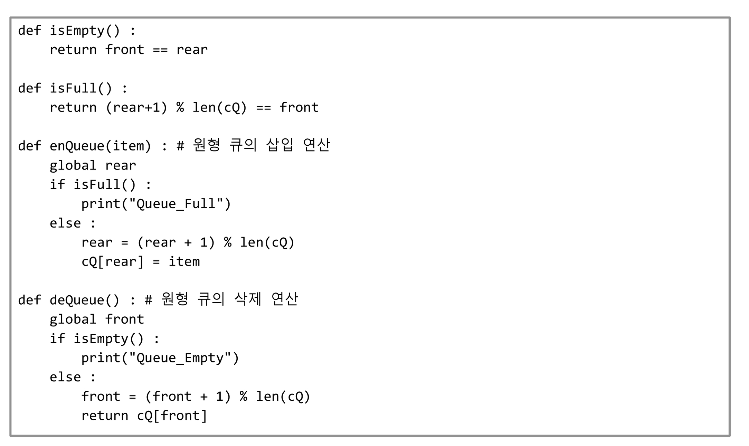 def isEmpty() :
    return front == rear

def isFull() :
    return (rear+1) % len(cQ) == front

def enQueue(item) : # 원형 큐의 삽입 연산
    global rear
    if isFull() :
        print("Queue_Full")
    else :
        rear = (rear + 1) % len(cQ)
        cQ[rear] = item

def deQueue() : # 원형 큐의 삭제 연산
    global front
    if isEmpty() :
        print("Queue_Empty")
    else :
        front = (front + 1) % len(cQ)
        return cQ[front]